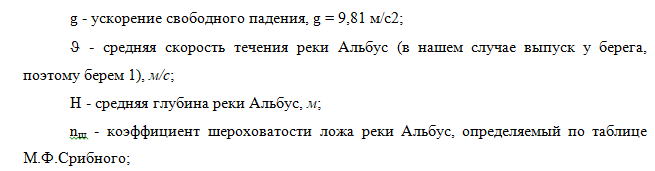 g - ускорение свободного падения, g = 9,81 м/с2;
ϑ - средняя скорость течения реки Альбус (в нашем случае выпуск у берега,
поэтому берем 1), м/с;
Н - средняя глубина реки Альбус, м;
nш - коэффициент шероховатости ложа реки Альбус, определяемый по таблице
М.Ф.Срибного;